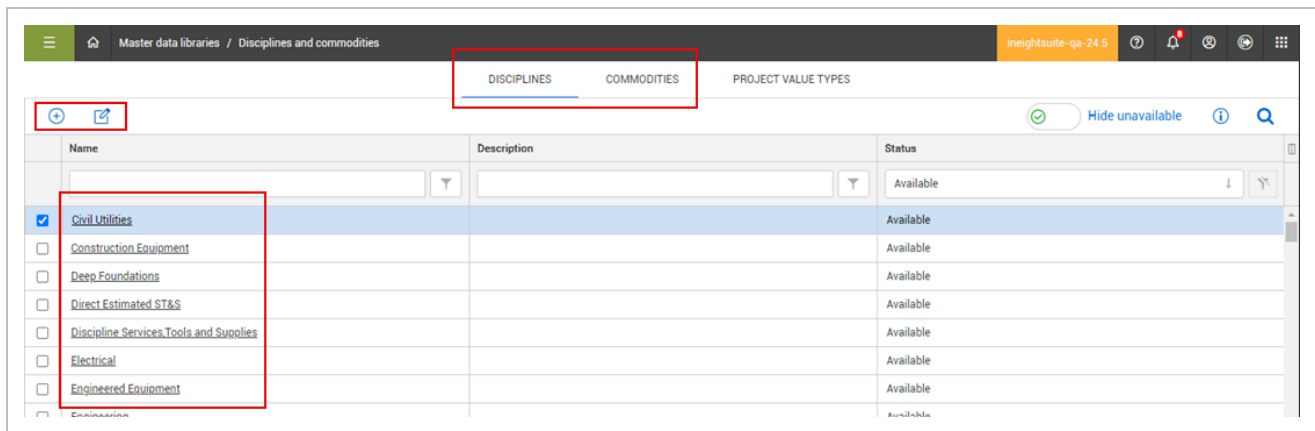 Master data libraries / Disciplines and commodities
ineightsuite-qa-24.5
8
DISCIPLINES COMMODITIES PROJECT VALUE TYPES
Hide unavailable
Name Description Status
Available
Civil Utilities Available
Construction Equipment Available
Deep Foundations Available
Direct Estimated ST&S Available
Discipline Services,Tools and Supplies Available
Electrical Available
Engineered Equipment Available
Engineering Available